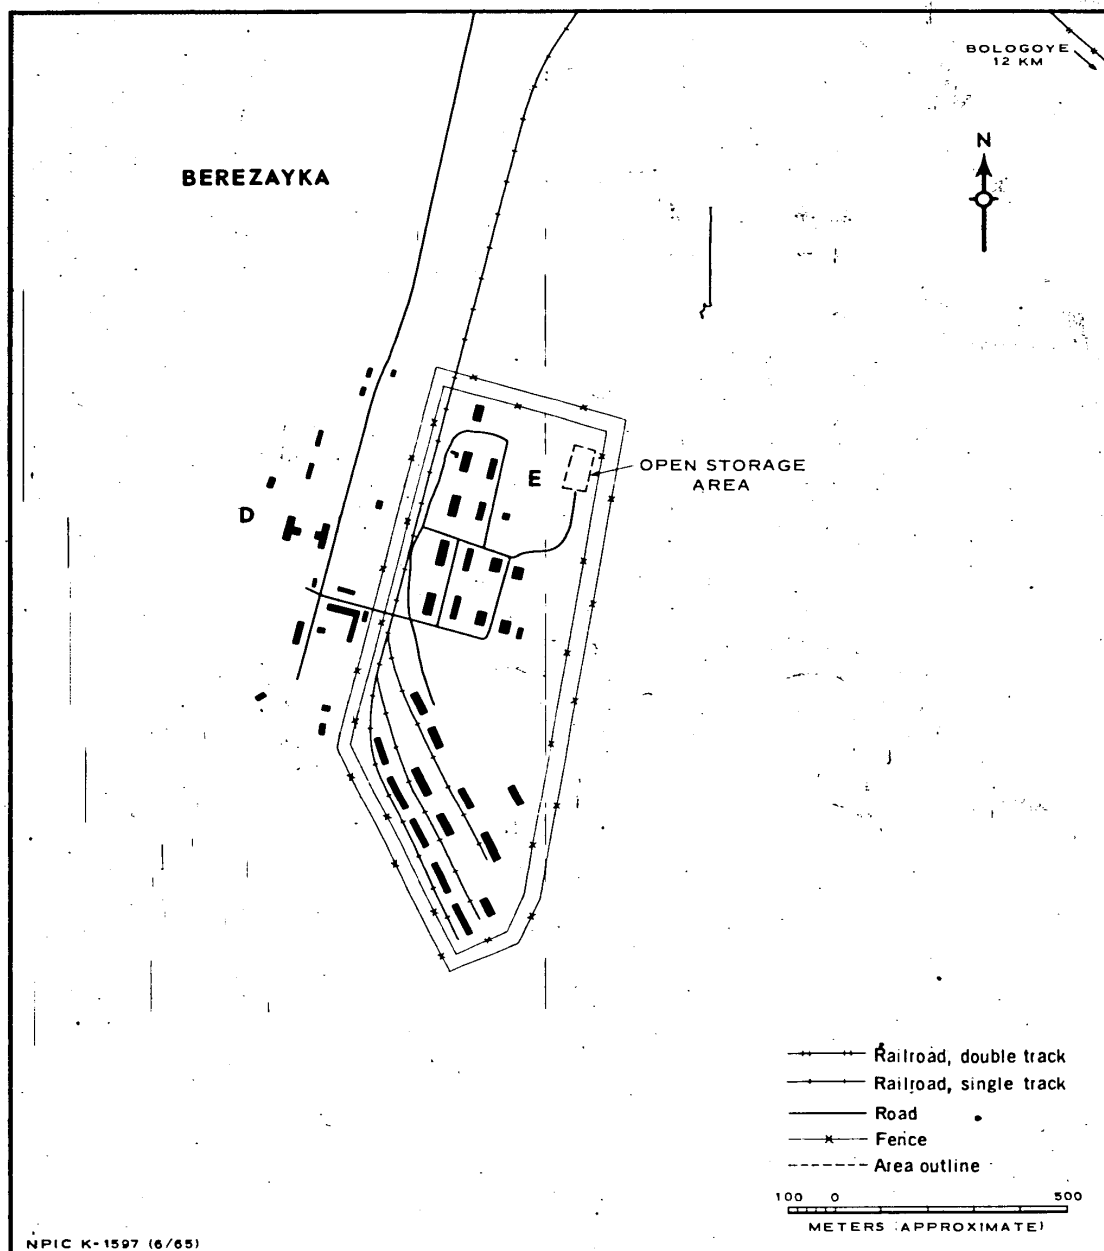 BOLOGOYE
12 KM
N
BEREZAYKA
OPEN STORAGE
AREA
E
D
Railroad, double track
Railroad, single track
Road
Fence
Area outline
100 0 500
METERS (APPROXIMATE)
NPIC K-1597 (6/65)